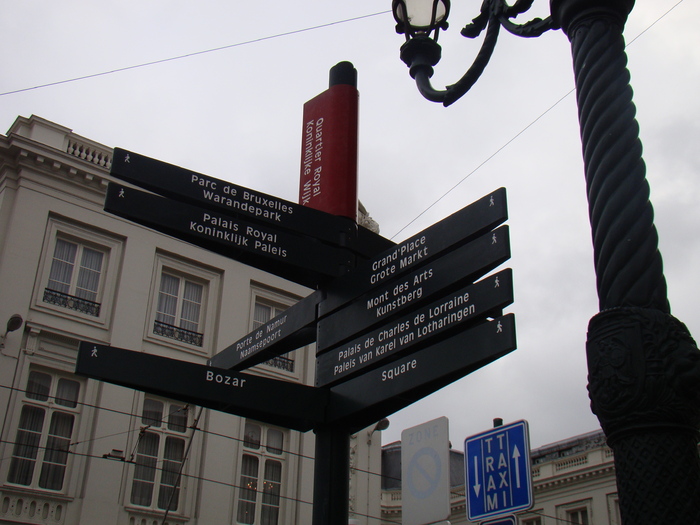 Quartier Royal
Koninklijke Wijk
Parc de Bruxelles
Warandepark
Palais Royal
Koninklijk Paleis
Grand'Place
Grote Markt
Mont des Arts
Kunstberg
Porte de Namur
Naamsepoort
Palais de Charles de Lorraine
Paleis van Karel van Lotharingen
Bozar
Square
ZONE
TRAM
TAXI